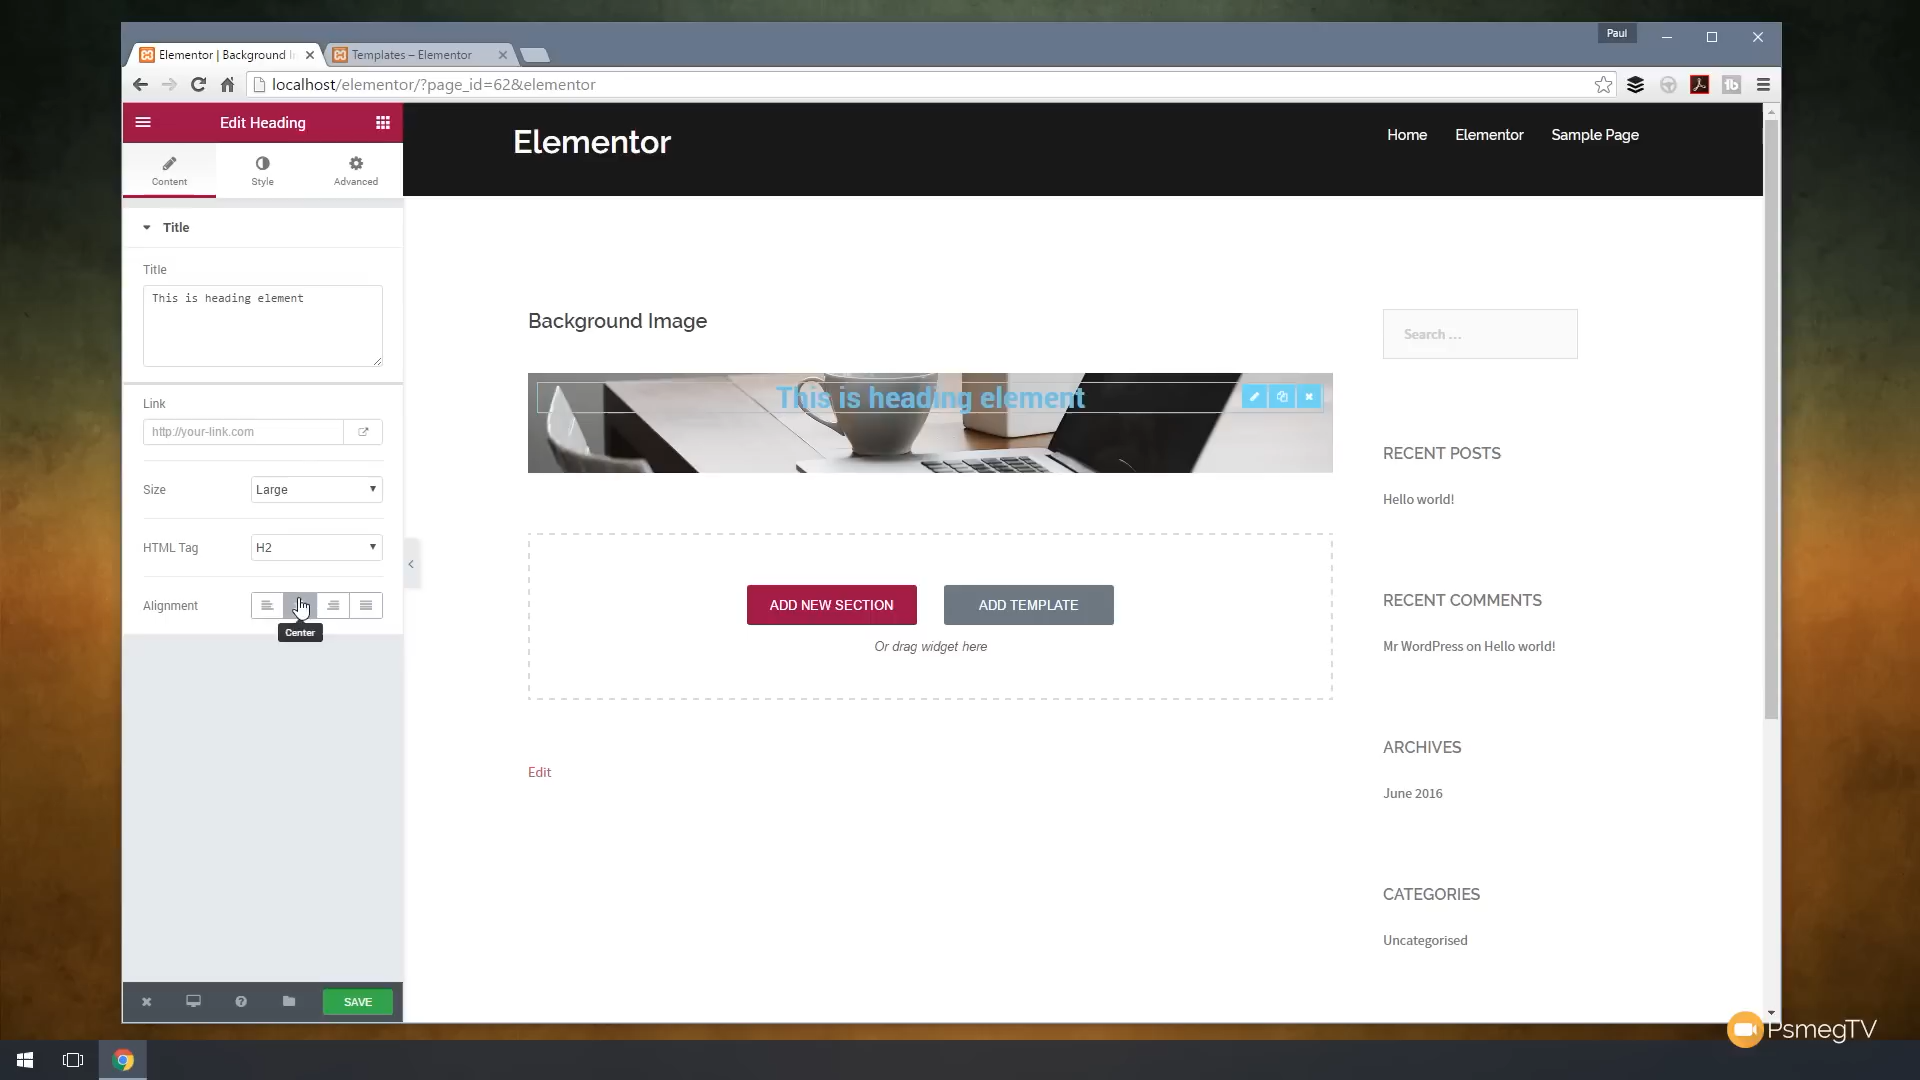 Paul
Elementor | Background I
Templates – Elementor
localhost/elementor/?page_id=62&elementor
Edit Heading
Content
Style
Advanced
Title
Title
This is heading element
Link
http://your-link.com
Size
Large
HTML Tag
H2
Alignment
Center
SAVE
Elementor
Home
Elementor
Sample Page
Background Image
This is heading element
ADD NEW SECTION
ADD TEMPLATE
Or drag widget here
Edit
Search ...
RECENT POSTS
Hello world!
RECENT COMMENTS
Mr WordPress on Hello world!
ARCHIVES
June 2016
CATEGORIES
Uncategorised
PsmegTV